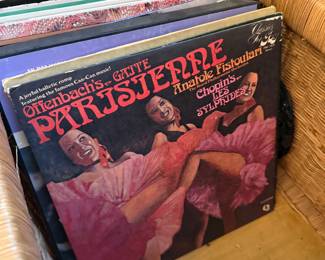 A joyful balletic romp
featuring the famous Can-Can music!
Offenbach's GAITE
PARISIENNE
Anatole Fistoulari
Chopin's LES
SYLPHIDES